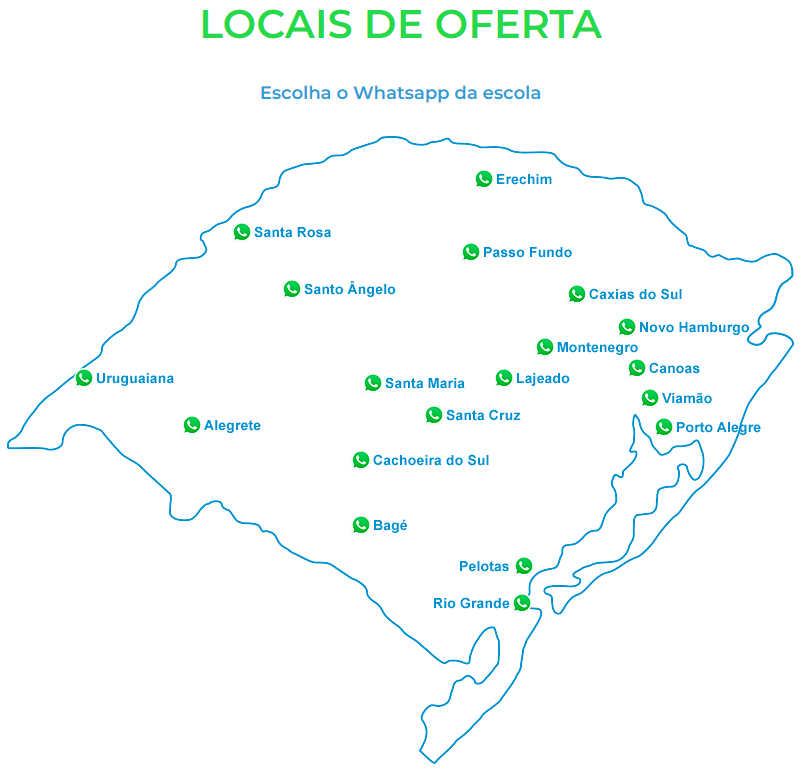 LOCAIS DE OFERTA
Escolha o Whatsapp da escola
Erechim
Santa Rosa
Passo Fundo
Santo Ângelo
Caxias do Sul
Novo Hamburgo
Montenegro
Canoas
Uruguaiana
Santa Maria
Lajeado
Viamão
Santa Cruz
Alegrete
Porto Alegre
Cachoeira do Sul
Bagé
Pelotas
Rio Grande